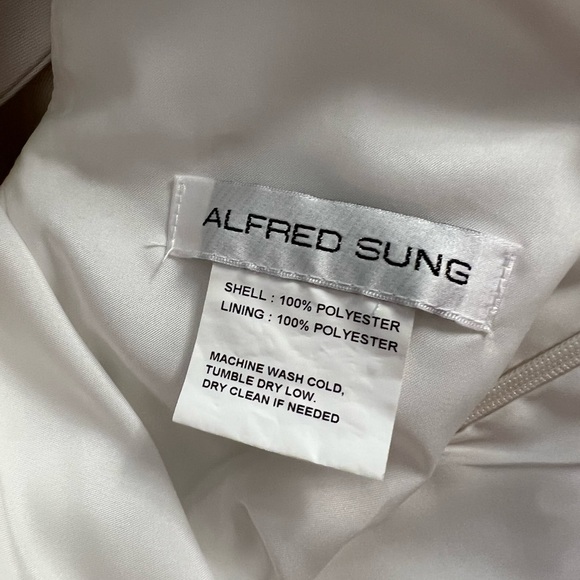 ALFRED SUNG
SHELL : 100% POLYESTER
LINING : 100% POLYESTER
MACHINE WASH COLD,
TUMBLE DRY LOW.
DRY CLEAN IF NEEDED